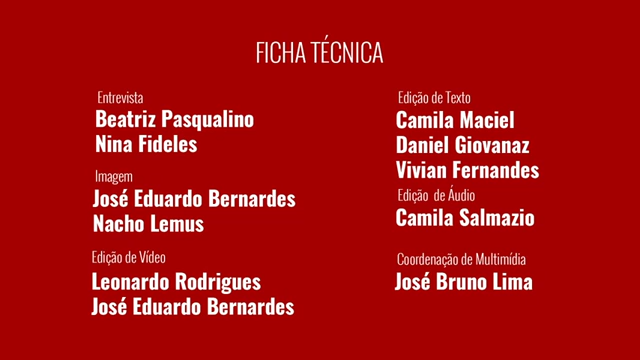 FICHA TÉCNICA
Entrevista
Beatriz Pasqualino
Nina Fideles
Imagem
José Eduardo Bernardes
Nacho Lemus
Edição de Vídeo
Leonardo Rodrigues
José Eduardo Bernardes
Edição de Texto
Camila Maciel
Daniel Giovanaz
Vivian Fernandes
Edição de Áudio
Camila Salmazio
Coordenação de Multimídia
José Bruno Lima